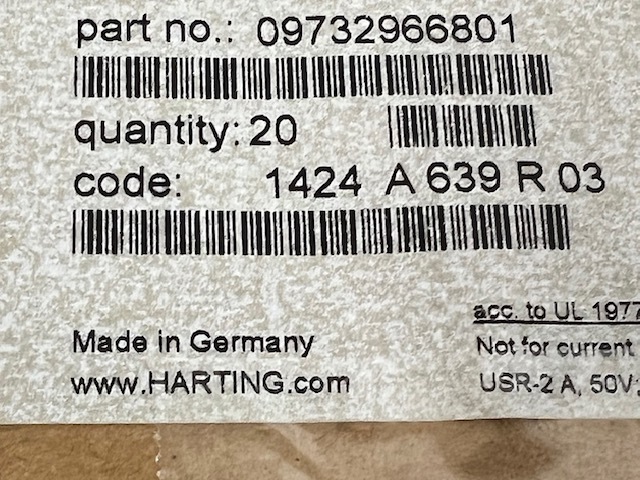 part no.: 09732966801
quantity: 20
code: 1424 A 639 R 03
acc. to UL 1977
Made in Germany
Not for current
www.HARTING.com
USR-2 A, 50V;